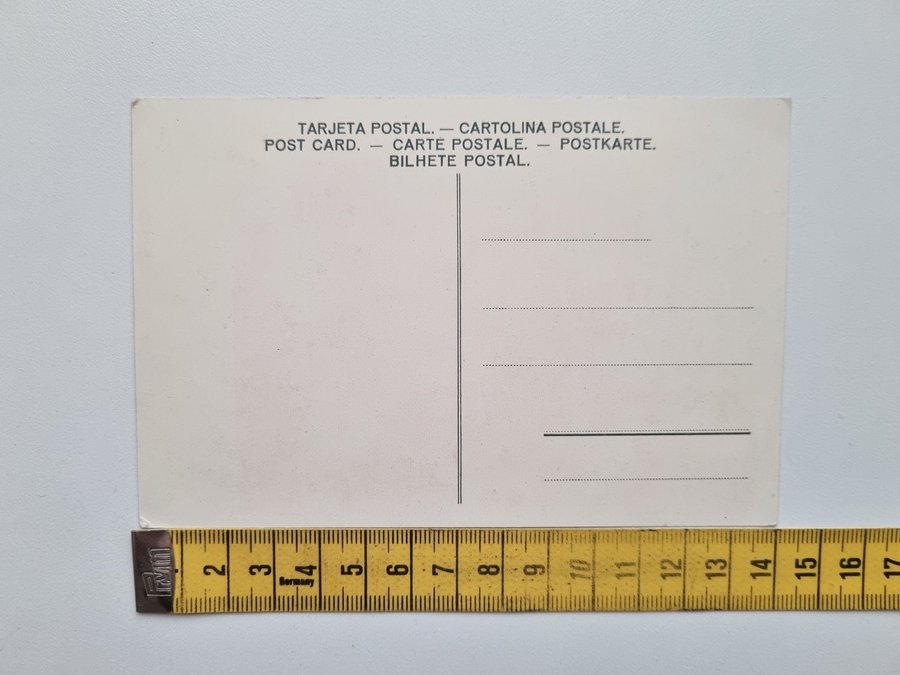 TARJETA POSTAL. — CARTOLINA POSTALE.
POST CARD. — CARTE POSTALE. — POSTKARTE.
BILHETE POSTAL.
2 3 4 5 6 7 8 9 10 11 12 13 14 15 16 17
Germany